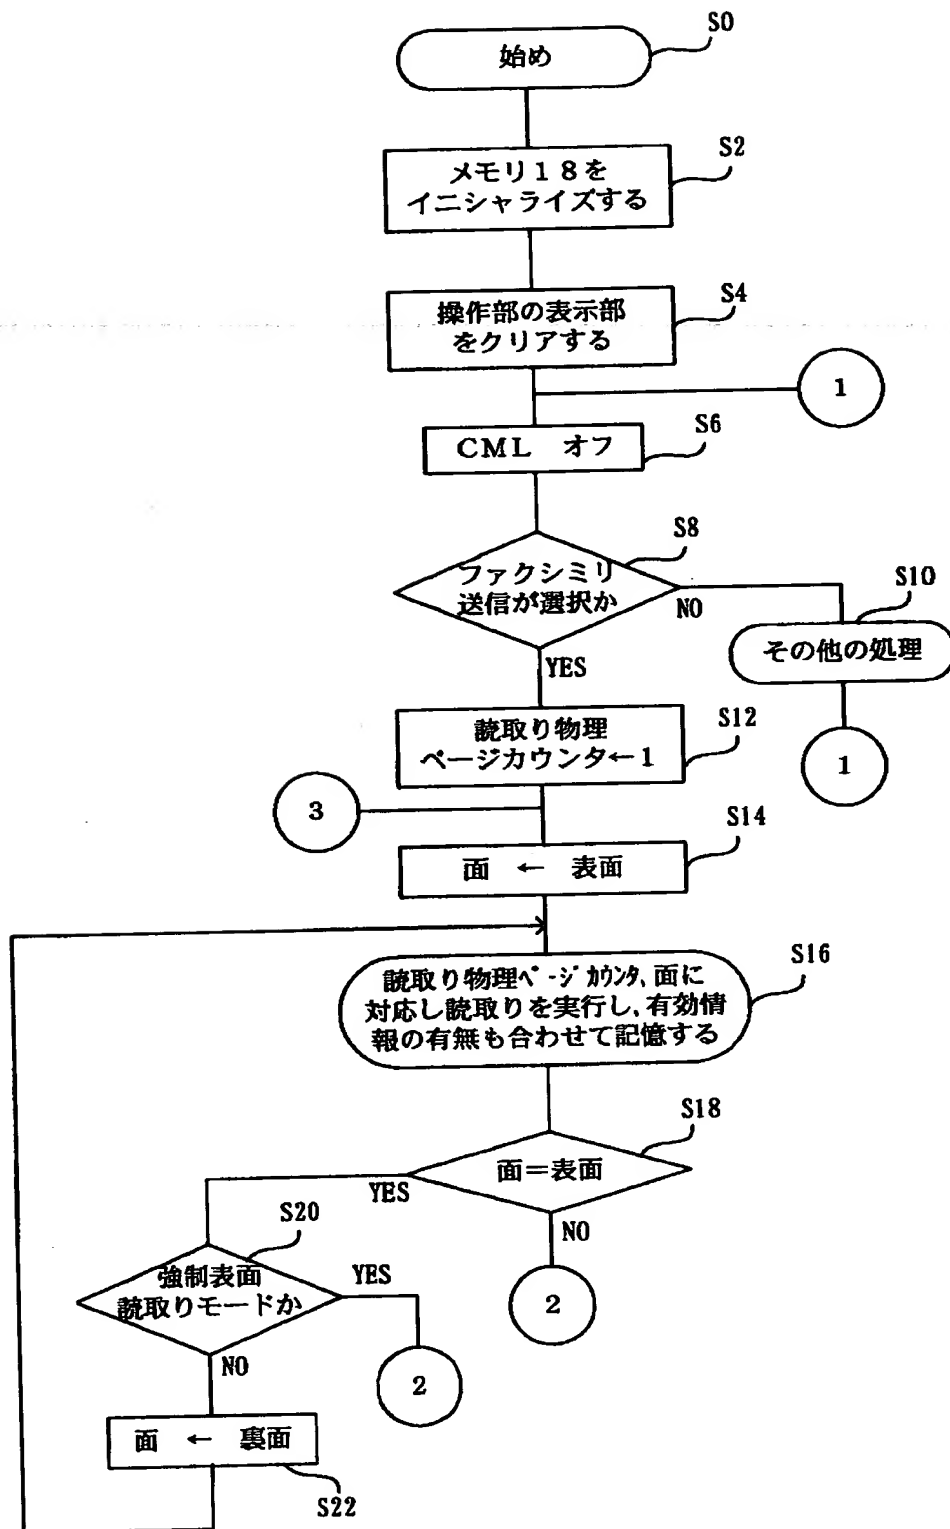 S0
始め
S2
メモリ18を
イニシャライズする
S4
操作部の表示部
をクリアする
1
S6
CML オフ
S8
ファクシミリ
送信が選択か
NO
S10
その他の処理
YES
1
S12
読取り物理
ページカウンタ←1
3
S14
面 ← 表面
S16
読取り物理ページカウンタ、面に
対応し読取りを実行し、有効情
報の有無も合わせて記憶する
S18
面=表面
YES
NO
S20
強制表面
読取りモードか
YES
2
NO
2
面 ← 裏面
S22